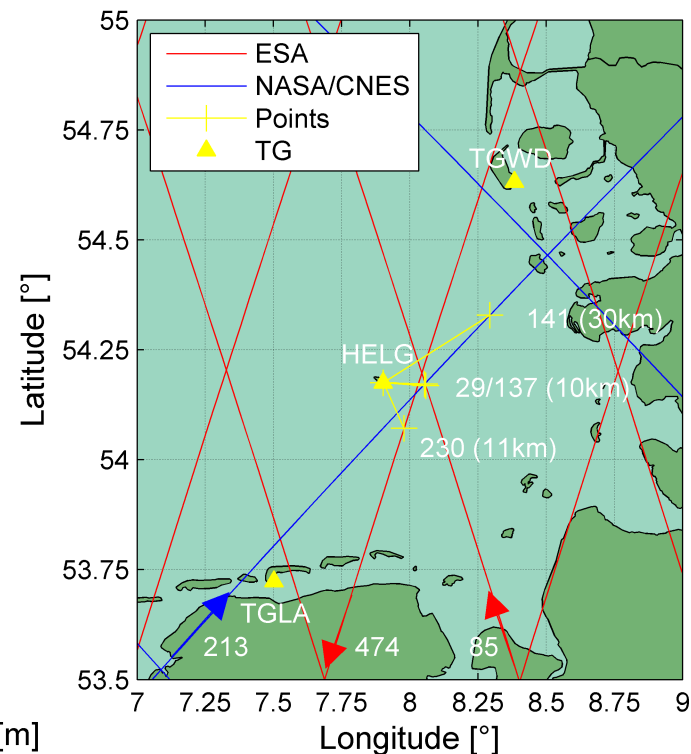 55
ESA
NASA/CNES
Points
TG
54.75
TGWD
54.5
141 (30km)
HELG
54.25
29/137 (10km)
230 (11km)
54
53.75
TGLA
213
474
85
53.5
7
7.25
7.5
7.75
8
8.25
8.5
8.75
9
Latitude [°]
Longitude [°]
[m]